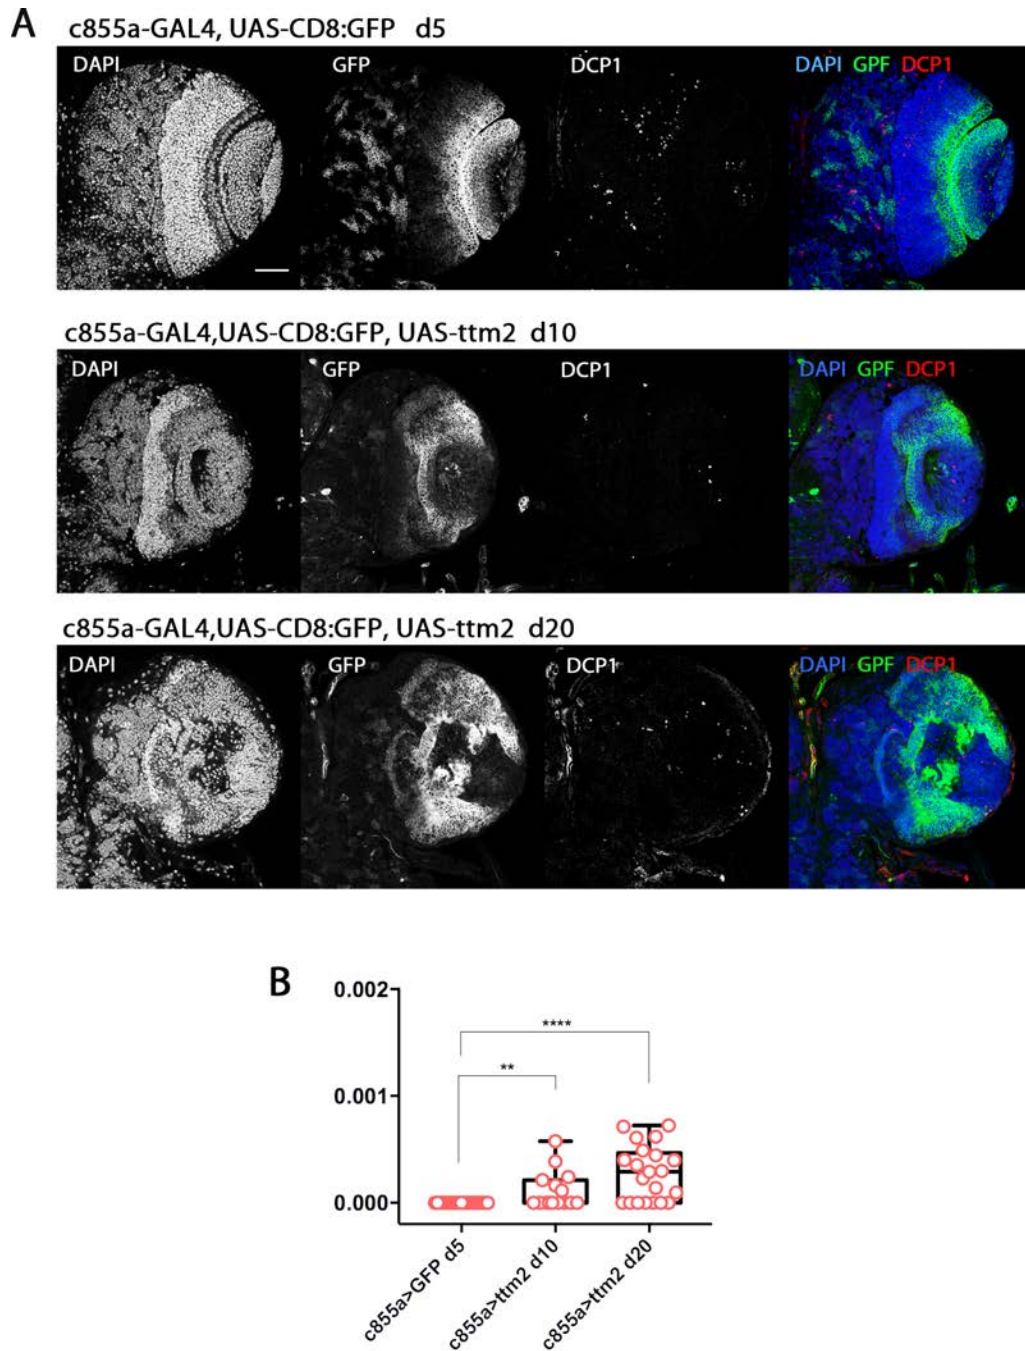 A
c855a-GAL4, UAS-CD8:GFP d5
DAPI GFP DCP1 DAPI GPF DCP1
c855a-GAL4,UAS-CD8:GFP, UAS-ttm2 d10
DAPI GFP DCP1 DAPI GPF DCP1
c855a-GAL4,UAS-CD8:GFP, UAS-ttm2 d20
DAPI GFP DCP1 DAPI GPF DCP1
B
0.002
****
**
0.001
0.000
c855a>GFP d5
c855a>ttm2 d10
c855a>ttm2 d20